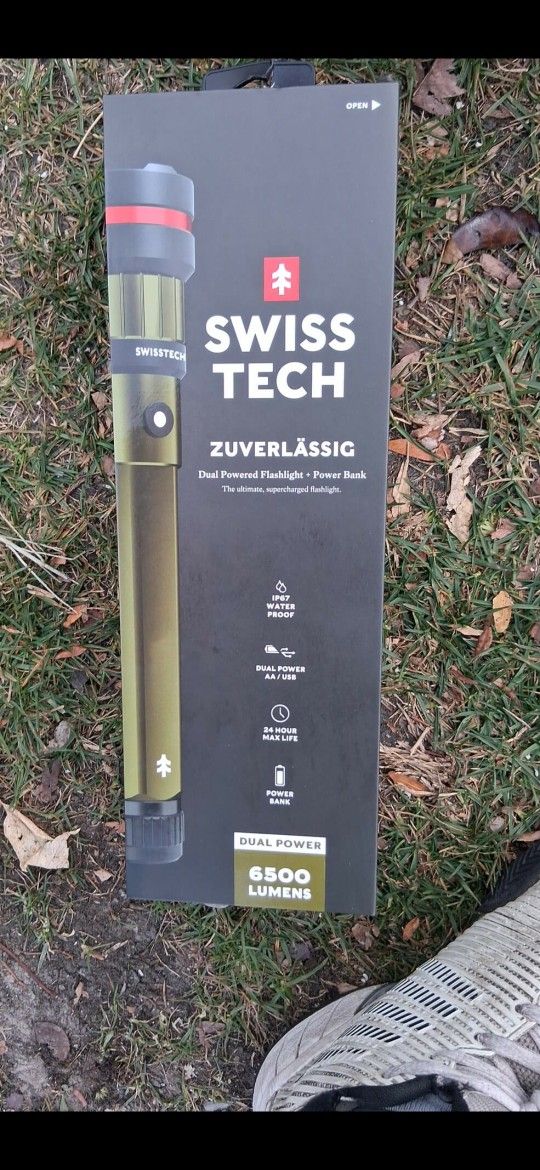 OPEN
SWISSTECH
SWISS
TECH
ZUVERLÄSSIG
Dual Powered Flashlight + Power Bank
The ultimate, supercharged flashlight.
IP67
WATER
PROOF
DUAL POWER
AA / USB
24 HOUR
MAX LIFE
POWER
BANK
DUAL POWER
6500
LUMENS